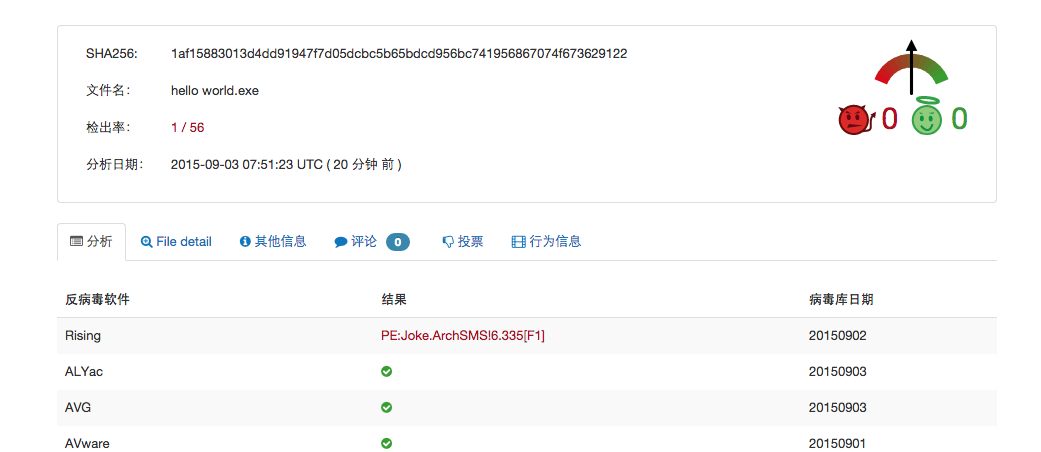 SHA256: 1af15883013d4dd91947f7d05dcbc5b65bdcd956bc741956867074f673629122
文件名： hello world.exe
检出率： 1 / 56
分析日期： 2015-09-03 07:51:23 UTC ( 20 分钟 前 )
0 0
分析 File detail 其他信息 评论 0 投票 行为信息
反病毒软件 结果 病毒库日期
Rising PE:Joke.ArchSMS!6.335[F1] 20150902
ALYac 20150903
AVG 20150903
AVware 20150901